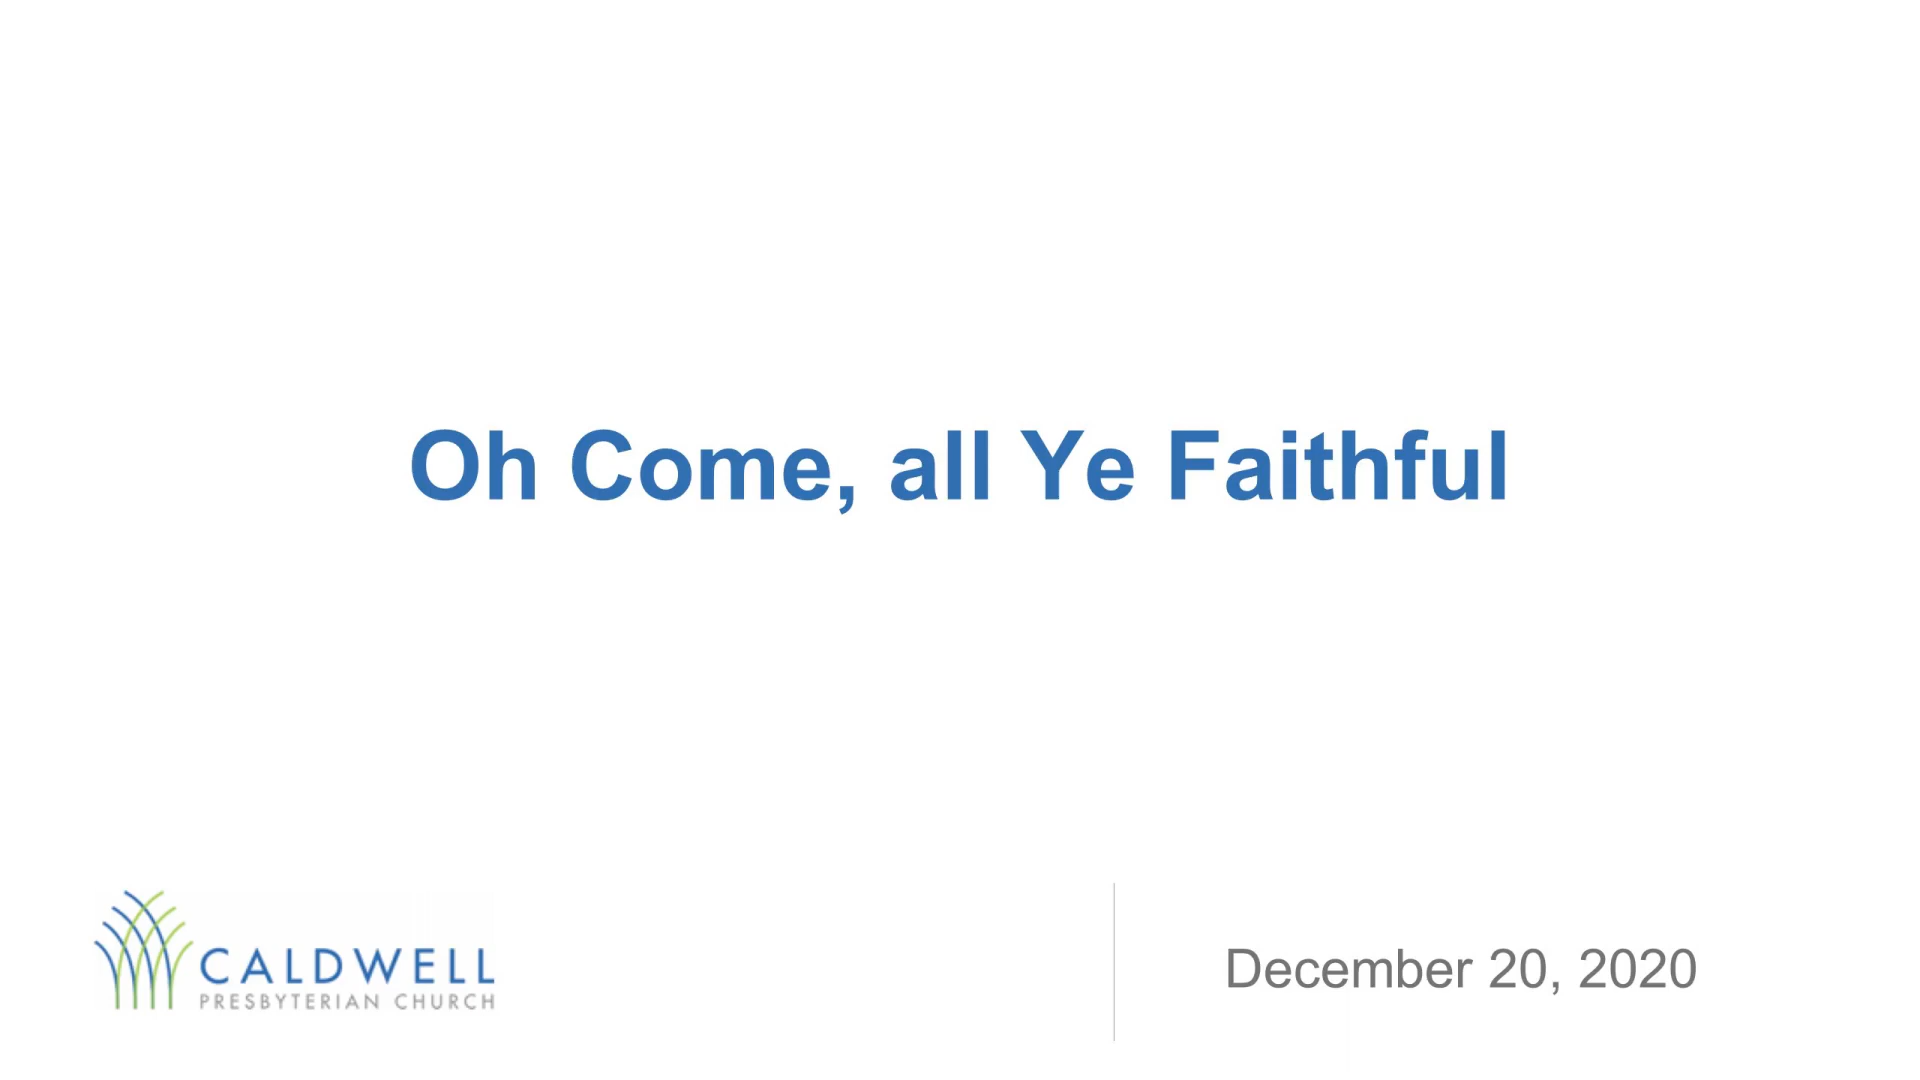 Oh Come, all Ye Faithful
CALDWELL
PRESBYTERIAN CHURCH
December 20, 2020